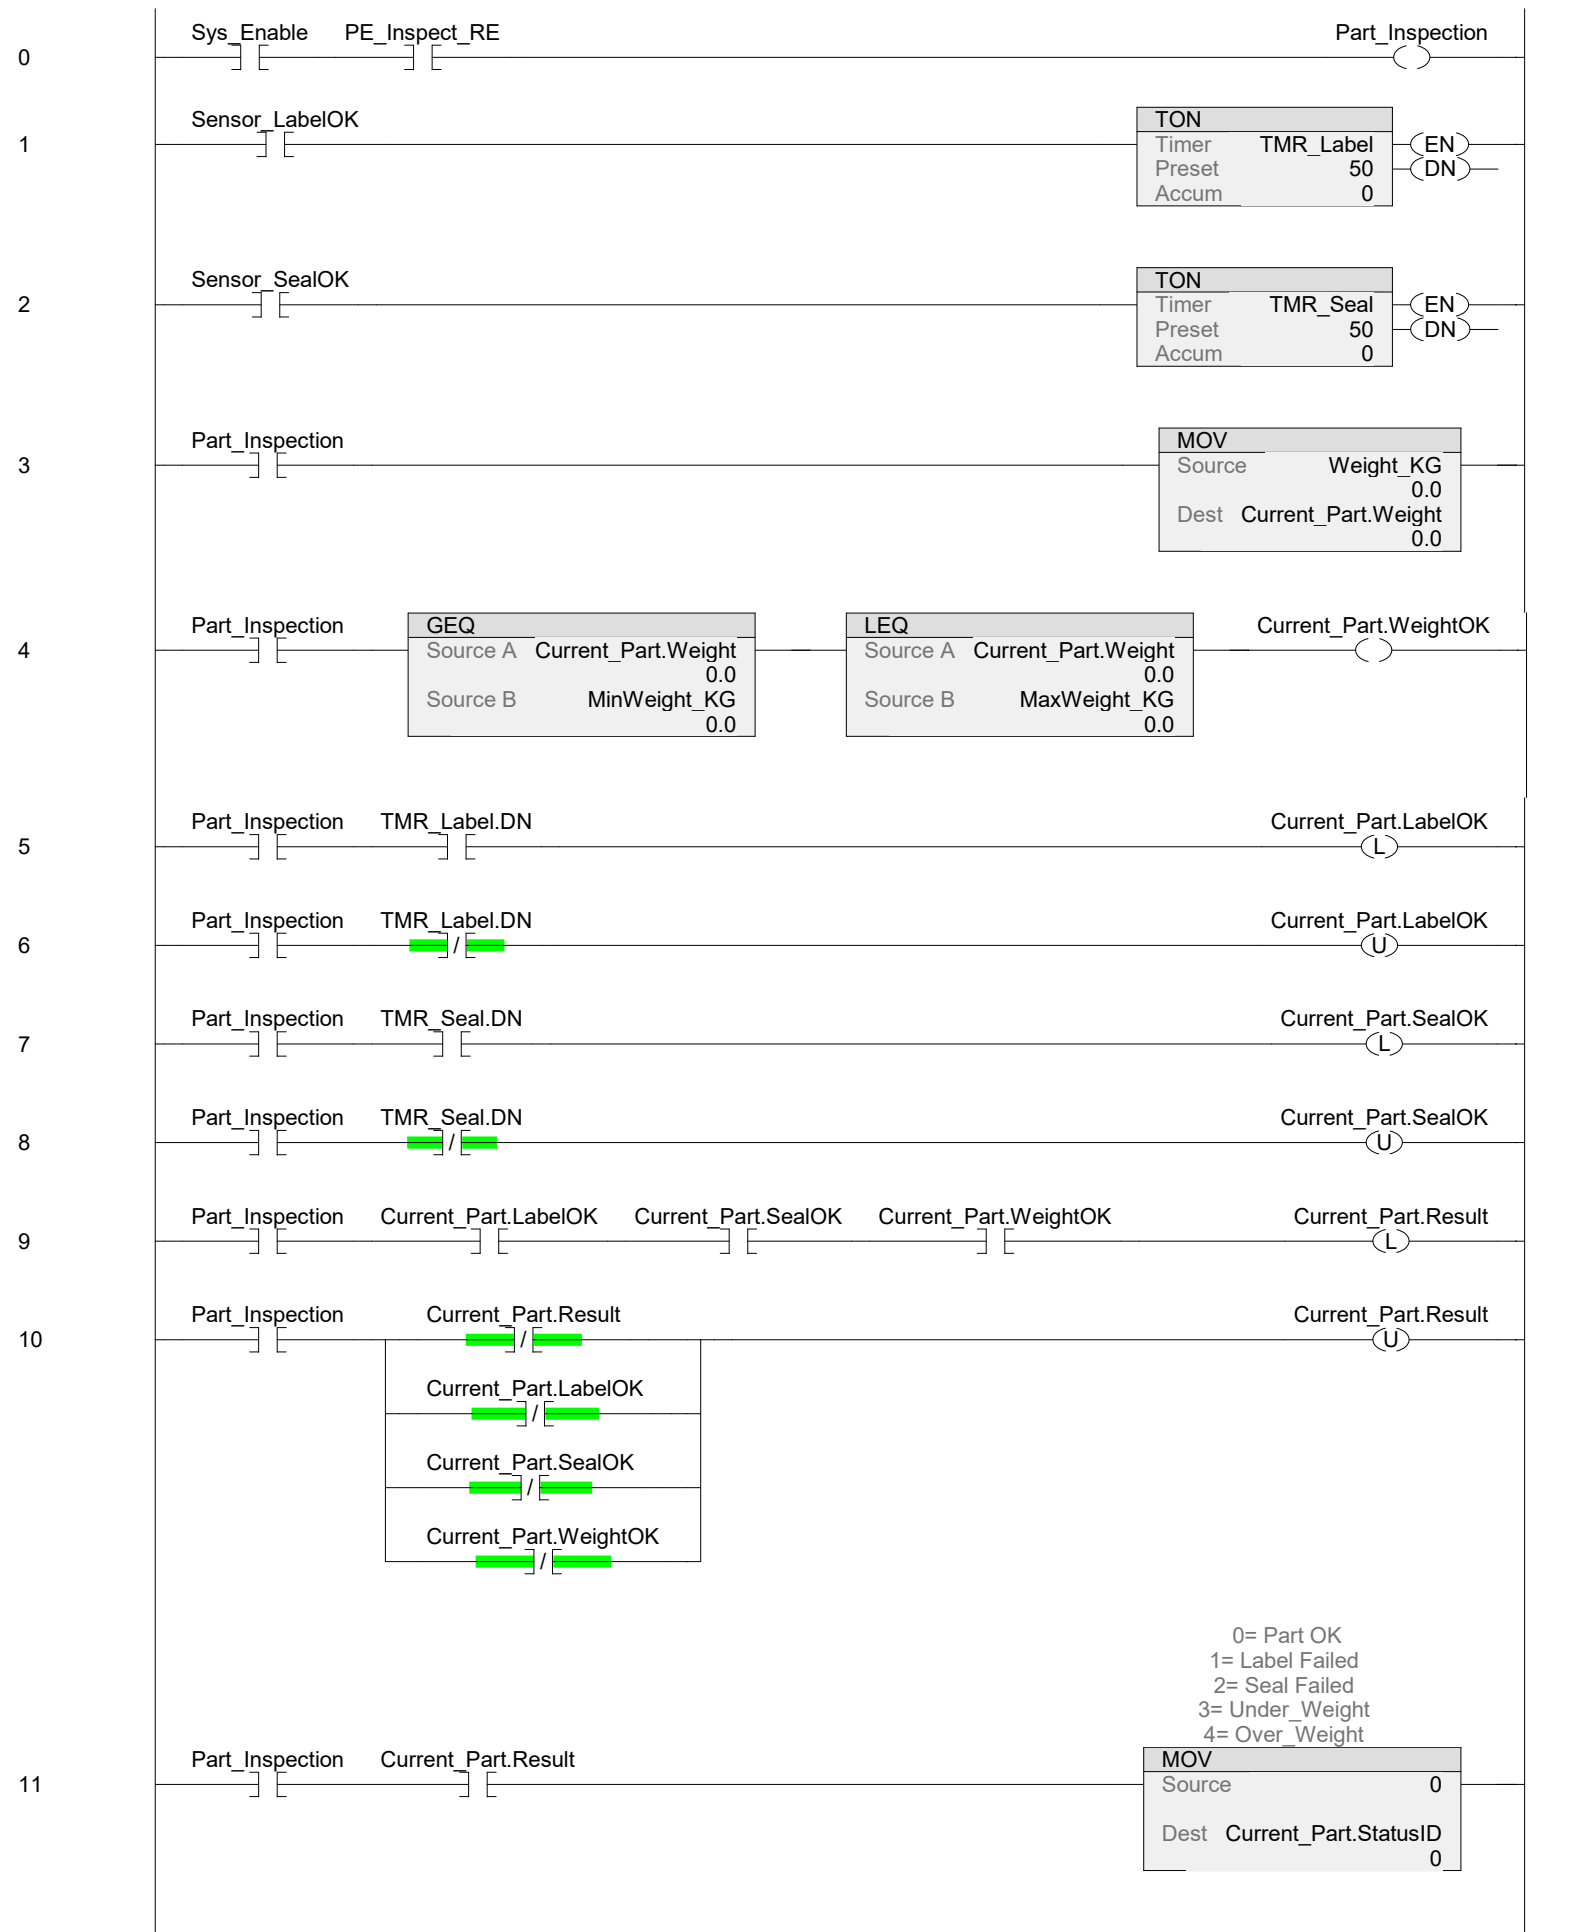 0
Sys_Enable PE_Inspect_RE Part_Inspection
1
Sensor_LabelOK
TON
Timer TMR_Label
Preset 50
Accum 0
EN
DN
2
Sensor_SealOK
TON
Timer TMR_Seal
Preset 50
Accum 0
EN
DN
3
Part_Inspection
MOV
Source Weight_KG
0.0
Dest Current_Part.Weight
0.0
4
Part_Inspection
GEQ
Source A Current_Part.Weight
0.0
Source B MinWeight_KG
0.0
LEQ
Source A Current_Part.Weight
0.0
Source B MaxWeight_KG
0.0
Current_Part.WeightOK
5
Part_Inspection TMR_Label.DN Current_Part.LabelOK
L
6
Part_Inspection TMR_Label.DN Current_Part.LabelOK
/ U
7
Part_Inspection TMR_Seal.DN Current_Part.SealOK
L
8
Part_Inspection TMR_Seal.DN Current_Part.SealOK
/ U
9
Part_Inspection Current_Part.LabelOK Current_Part.SealOK Current_Part.WeightOK Current_Part.Result
L
10
Part_Inspection Current_Part.Result Current_Part.Result
/ U
Current_Part.LabelOK
/
Current_Part.SealOK
/
Current_Part.WeightOK
/
0= Part OK
1= Label Failed
2= Seal Failed
3= Under_Weight
4= Over_Weight
11
Part_Inspection Current_Part.Result
MOV
Source 0
Dest Current_Part.StatusID
0